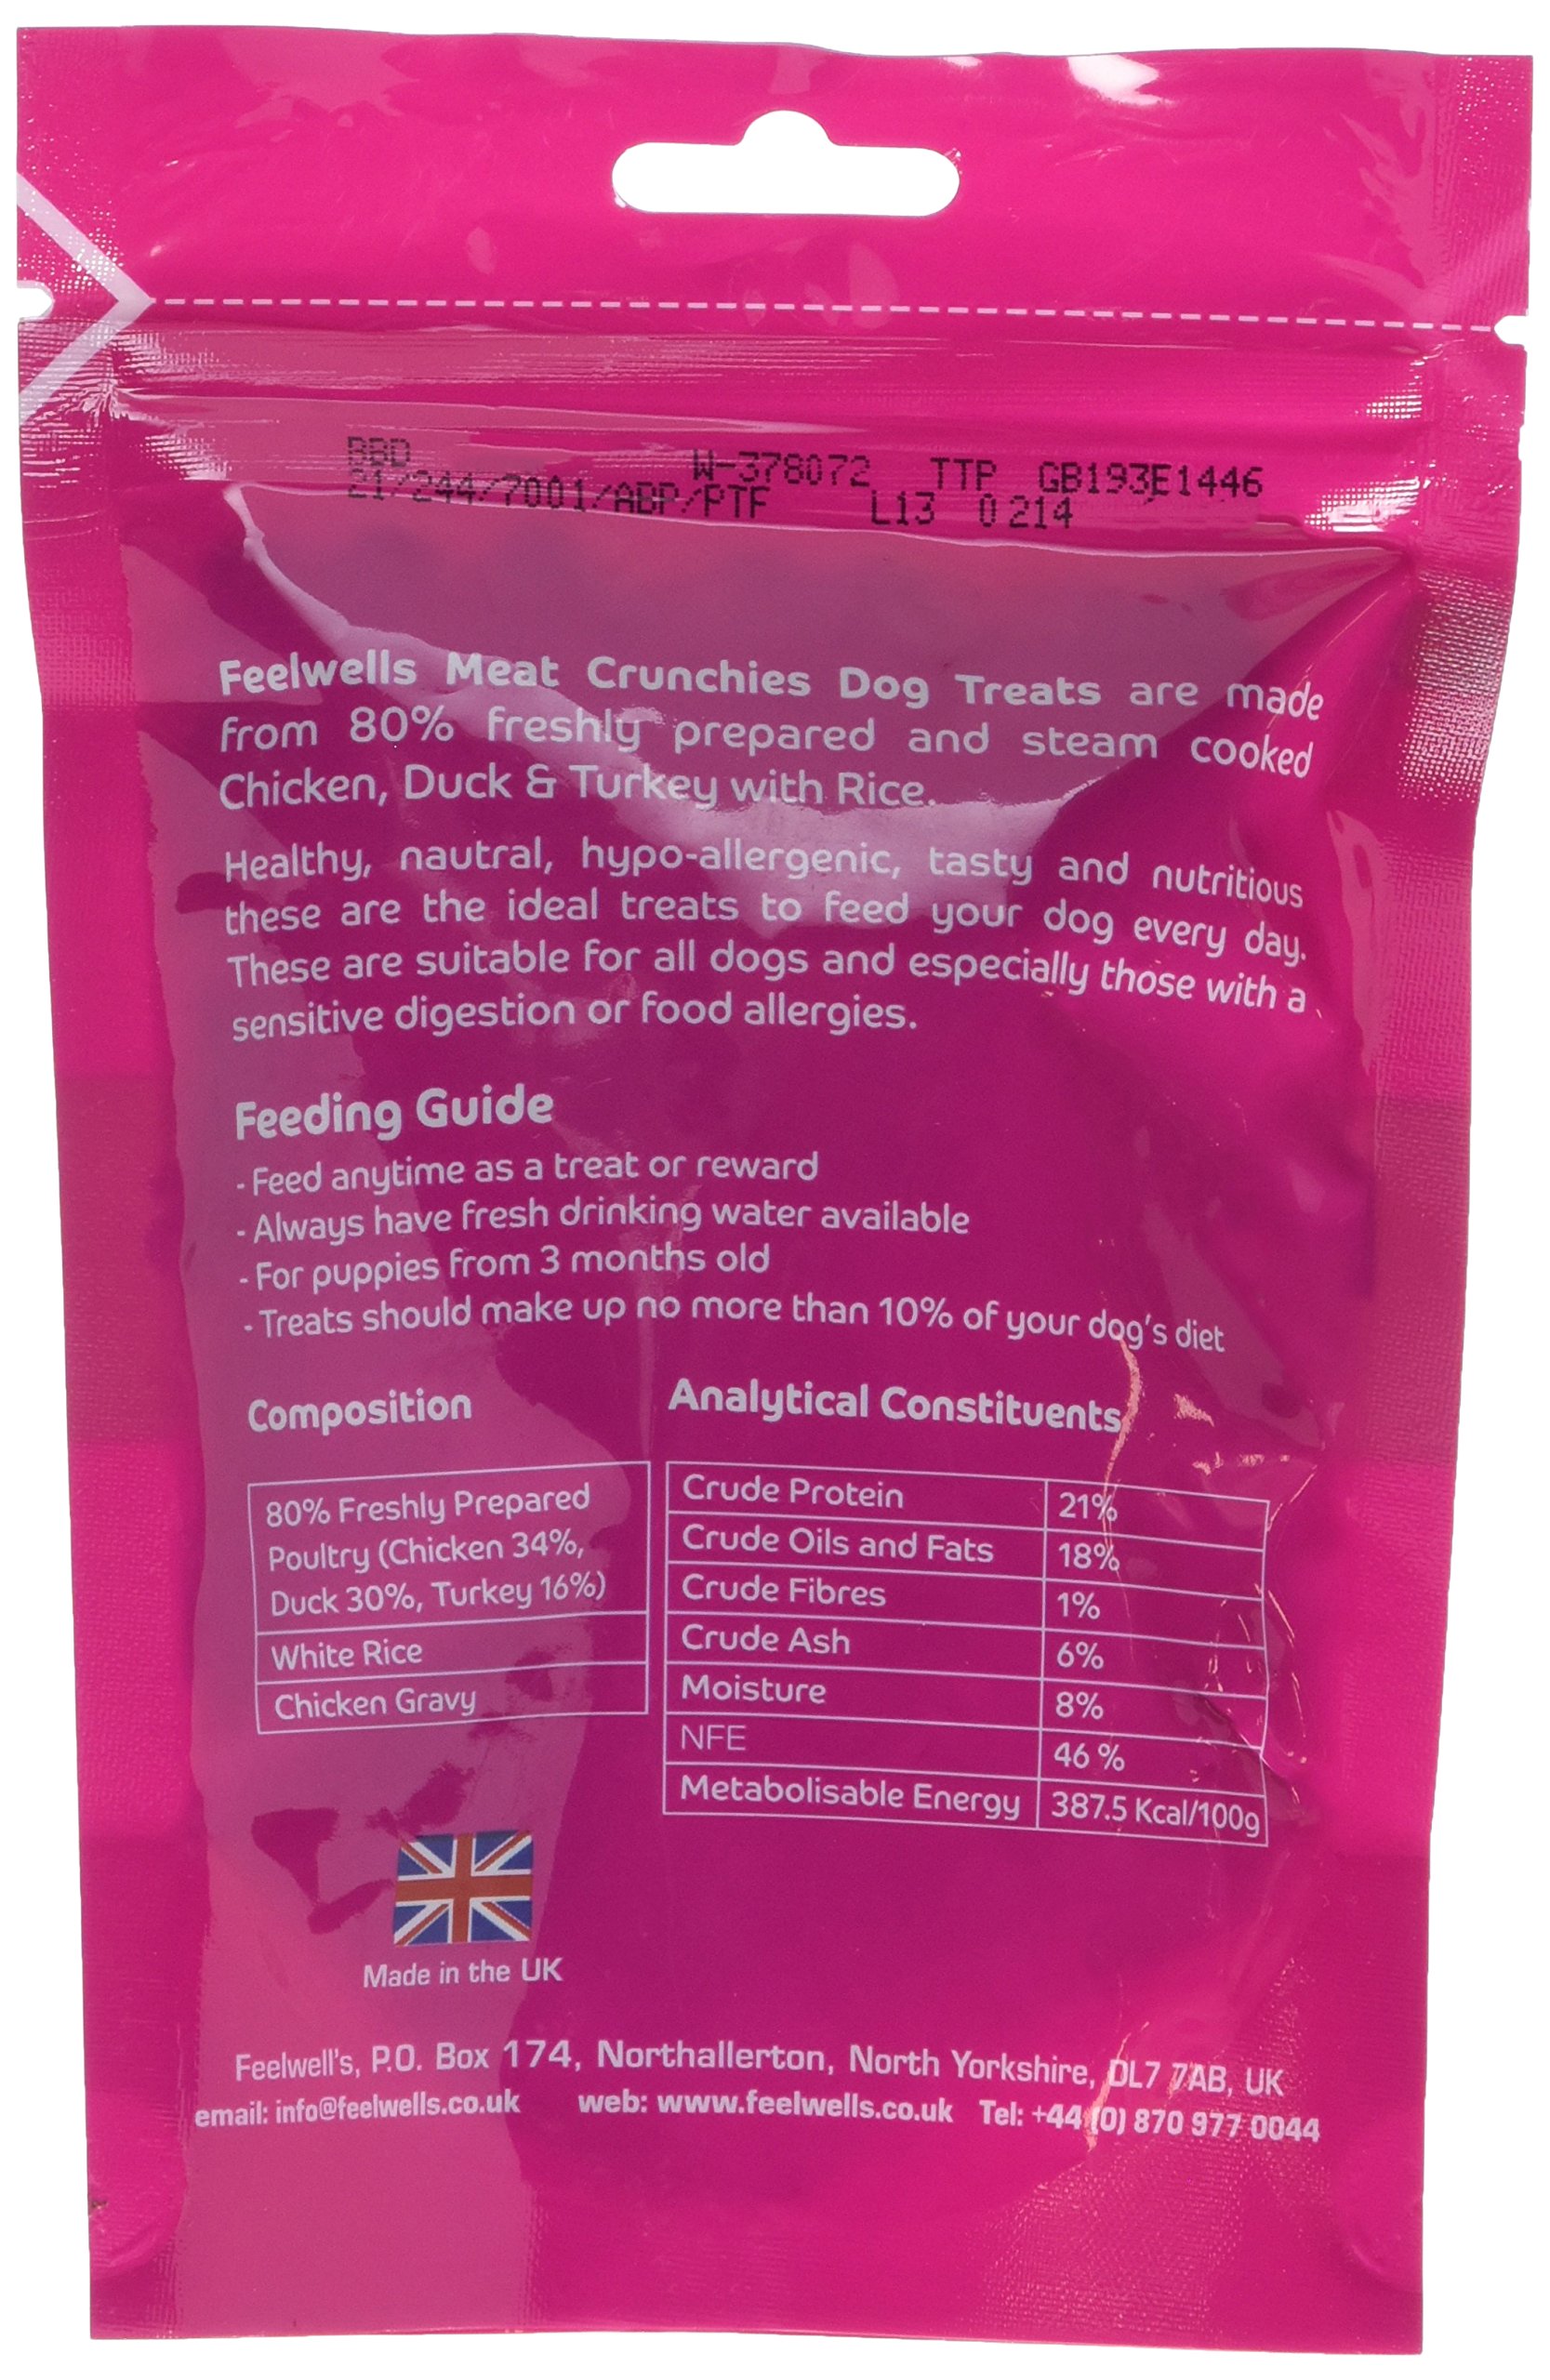 BBD W-378072 TTP GB193E1446
21/244/7001/ABP/PTF L13 0214
Feelwells Meat Crunchies Dog Treats are made
from 80% freshly prepared and steam cooked
Chicken, Duck & Turkey with Rice.
Healthy, nautral, hypo-allergenic, tasty and nutritious
these are the ideal treats to feed your dog every day.
These are suitable for all dogs and especially those with a
sensitive digestion or food allergies.
Feeding Guide
- Feed anytime as a treat or reward
- Always have fresh drinking water available
- For puppies from 3 months old
- Treats should make up no more than 10% of your dog's diet
Composition
80% Freshly Prepared
Poultry (Chicken 34%,
Duck 30%, Turkey 16%)
White Rice
Chicken Gravy
Analytical Constituents
Crude Protein 21%
Crude Oils and Fats 18%
Crude Fibres 1%
Crude Ash 6%
Moisture 8%
NFE 46 %
Metabolisable Energy 387.5 Kcal/100g
Made in the UK
Feelwell's, P.O. Box 174, Northallerton, North Yorkshire, DL7 7AB, UK
email: info@feelwells.co.uk web: www.feelwells.co.uk Tel: +44 (0) 870 977 0044